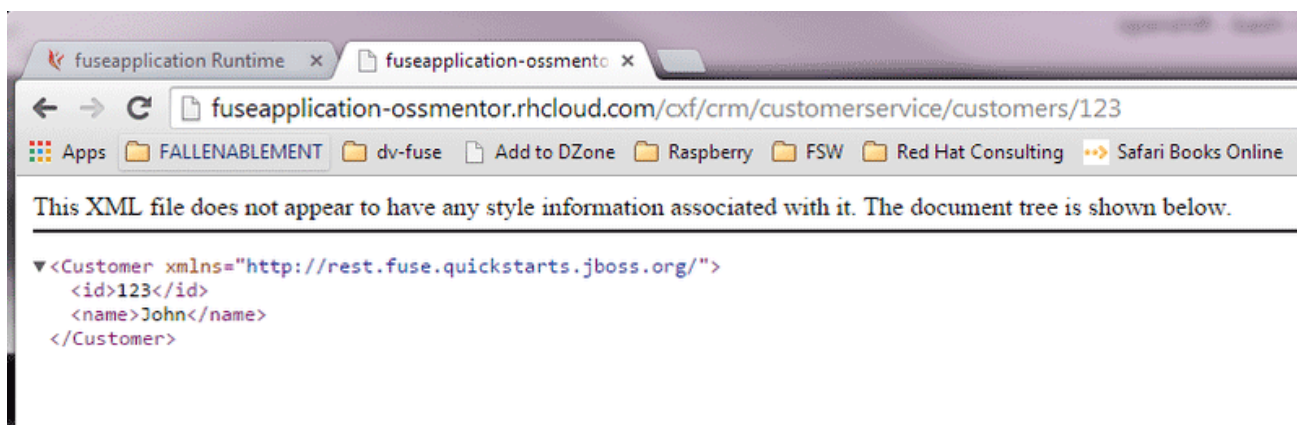 fuseapplication Runtime
fuseapplication-ossmento
fuseapplication-ossmentor.rhcloud.com/cxf/crm/customerservice/customers/123
Apps FALLENABLEMENT dv-fuse Add to DZone Raspberry FSW Red Hat Consulting Safari Books Online
This XML file does not appear to have any style information associated with it. The document tree is shown below.
▼<Customer xmlns="http://rest.fuse.quickstarts.jboss.org/">
<id>123</id>
<name>John</name>
</Customer>